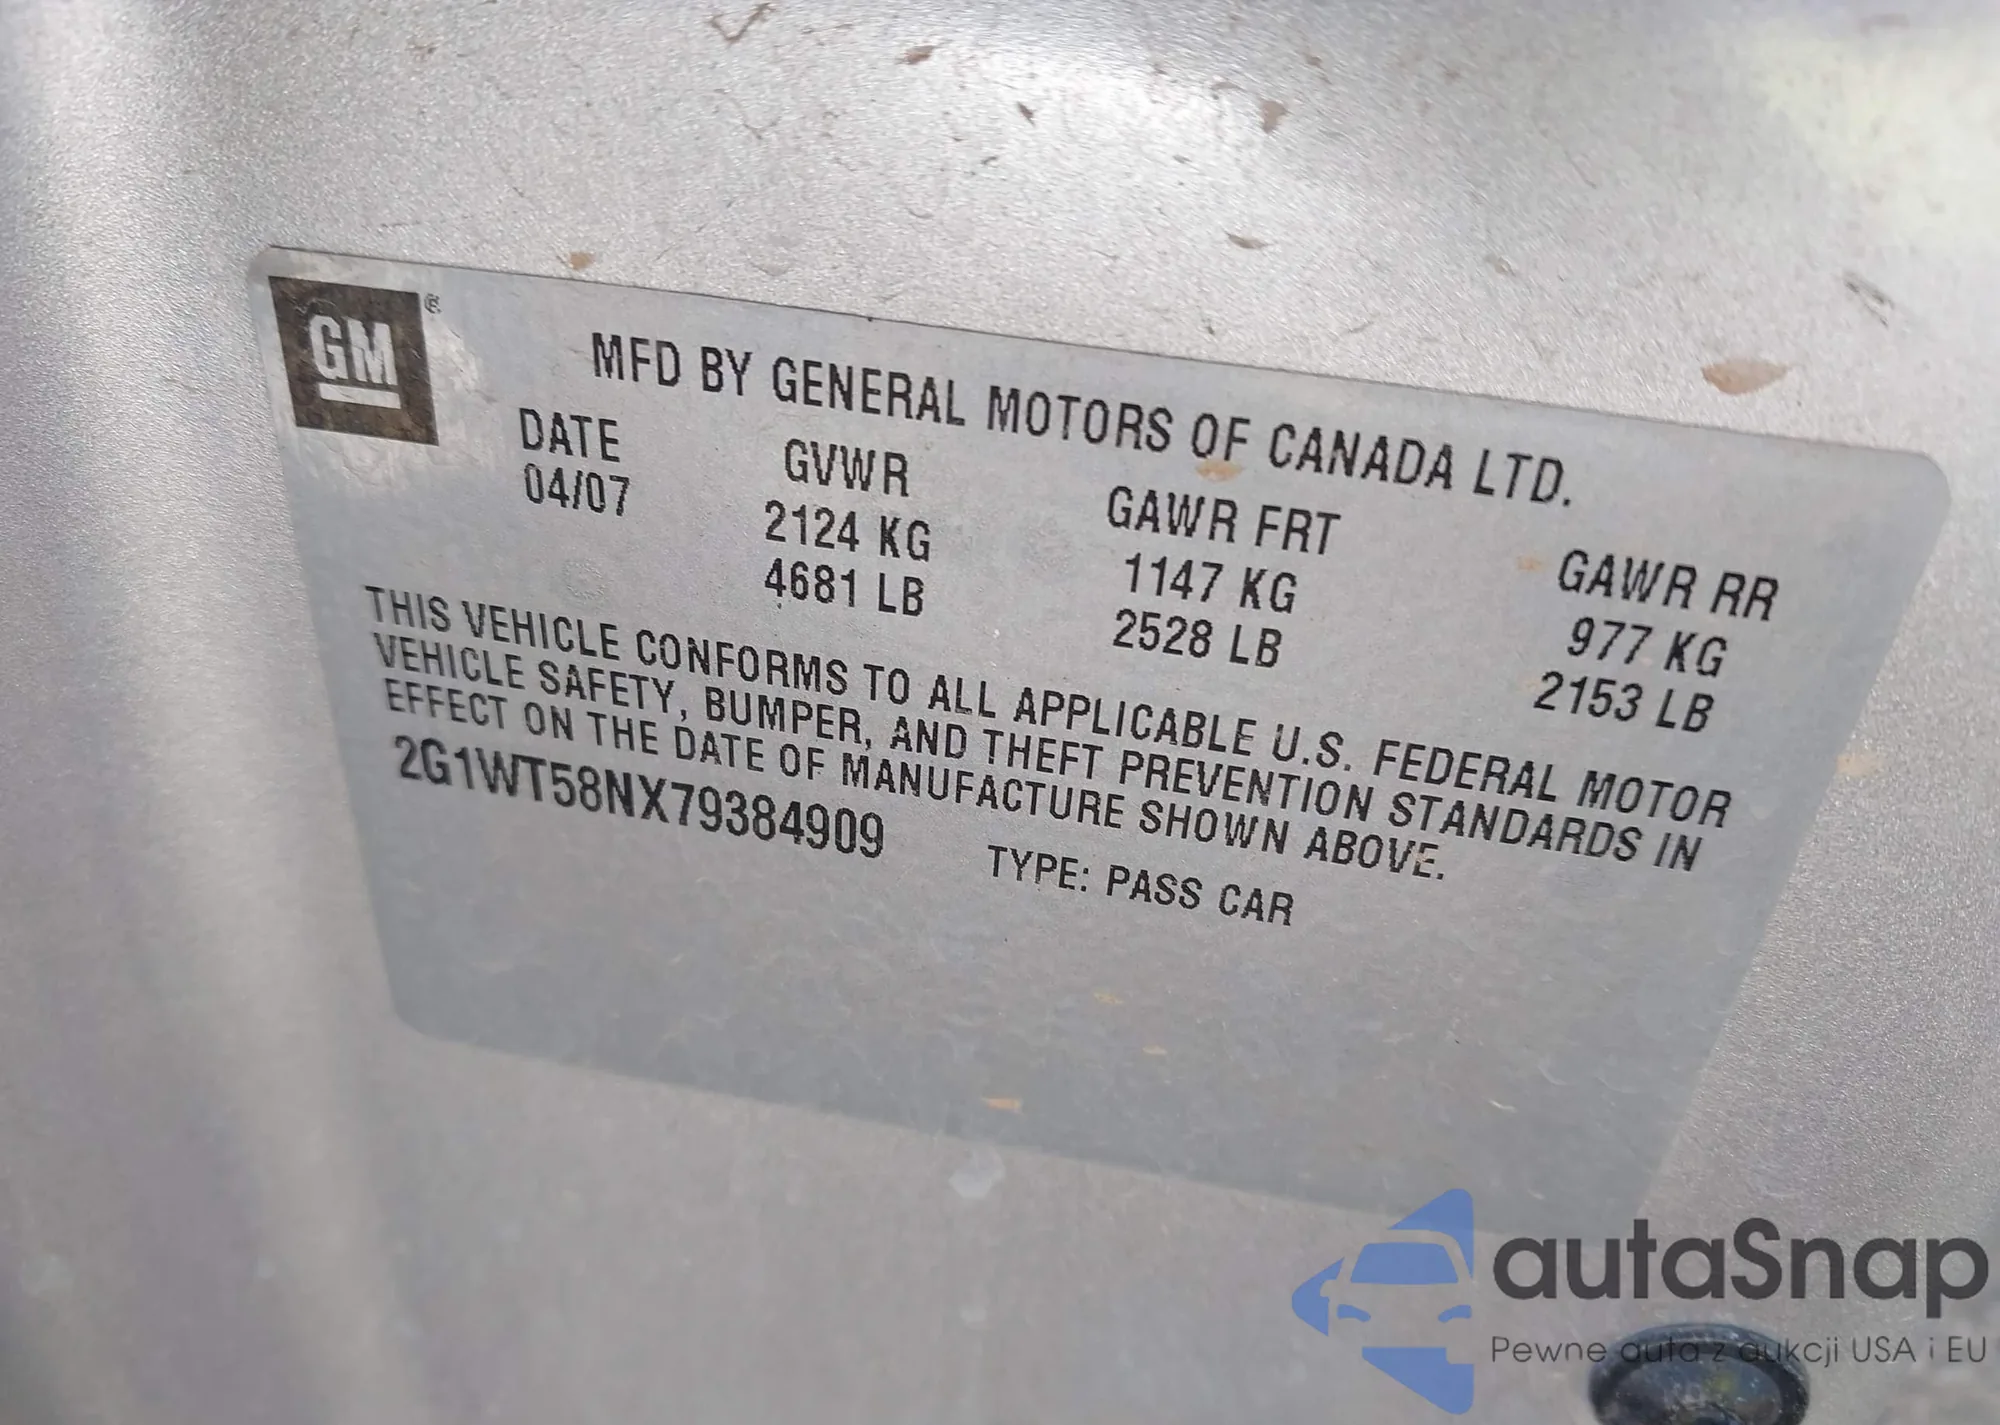 GM ®
MFD BY GENERAL MOTORS OF CANADA LTD.
DATE GVWR GAWR FRT GAWR RR
04/07 2124 KG 1147 KG 977 KG
4681 LB 2528 LB 2153 LB
THIS VEHICLE CONFORMS TO ALL APPLICABLE U.S. FEDERAL MOTOR
VEHICLE SAFETY, BUMPER, AND THEFT PREVENTION STANDARDS IN
EFFECT ON THE DATE OF MANUFACTURE SHOWN ABOVE.
2G1WT58NX79384909 TYPE: PASS CAR
autaSnap
Pewne auta z aukcji USA i EU